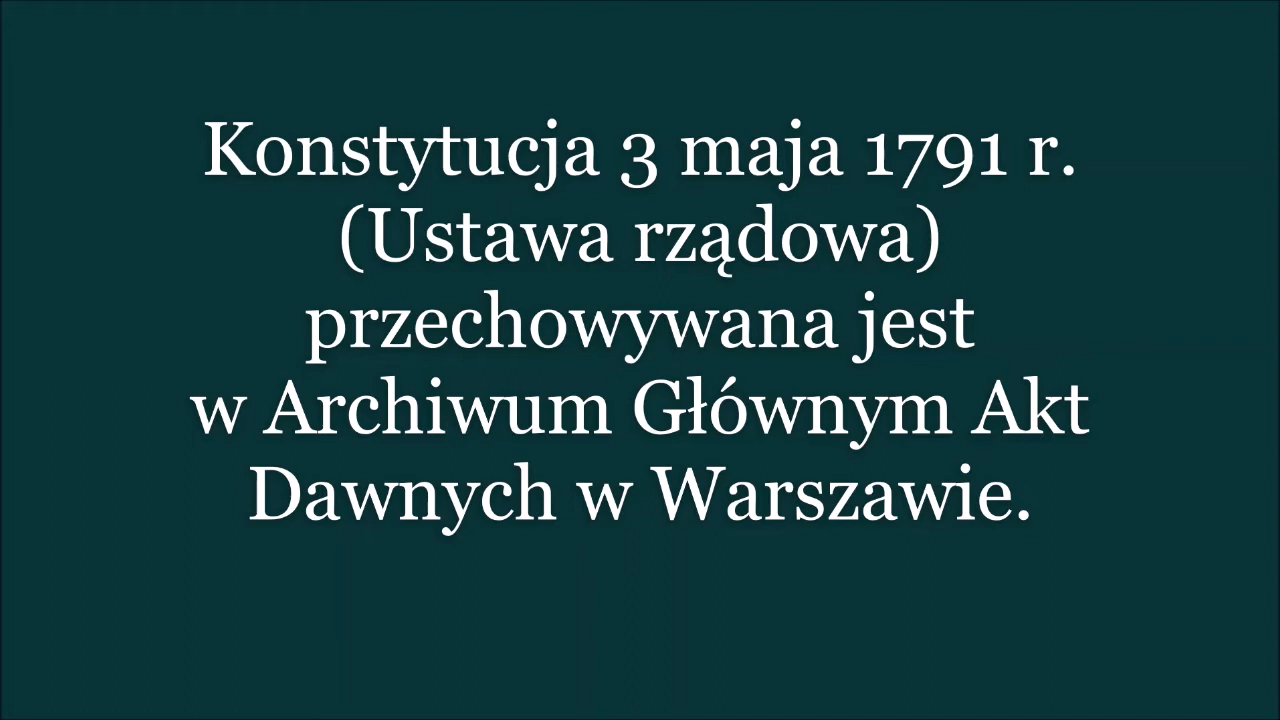 Konstytucja 3 maja 1791 r.
(Ustawa rządowa)
przechowywana jest
w Archiwum Głównym Akt
Dawnych w Warszawie.